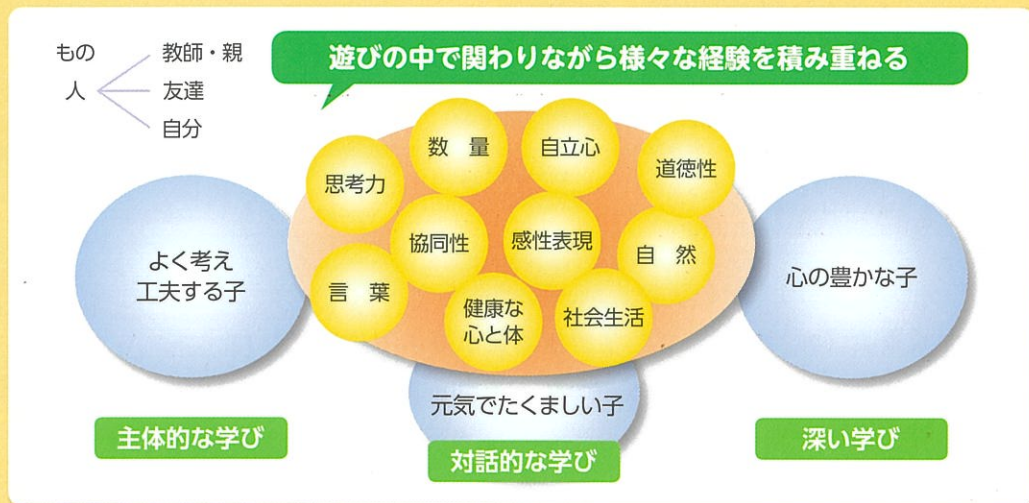 もの
人
教師・親
友達
自分
遊びの中で関わりながら様々な経験を積み重ねる
数　量
自立心
道徳性
思考力
協同性
感性表現
自　然
言　葉
健康な
心と体
社会生活
よく考え
工夫する子
心の豊かな子
元気でたくましい子
主体的な学び
対話的な学び
深い学び